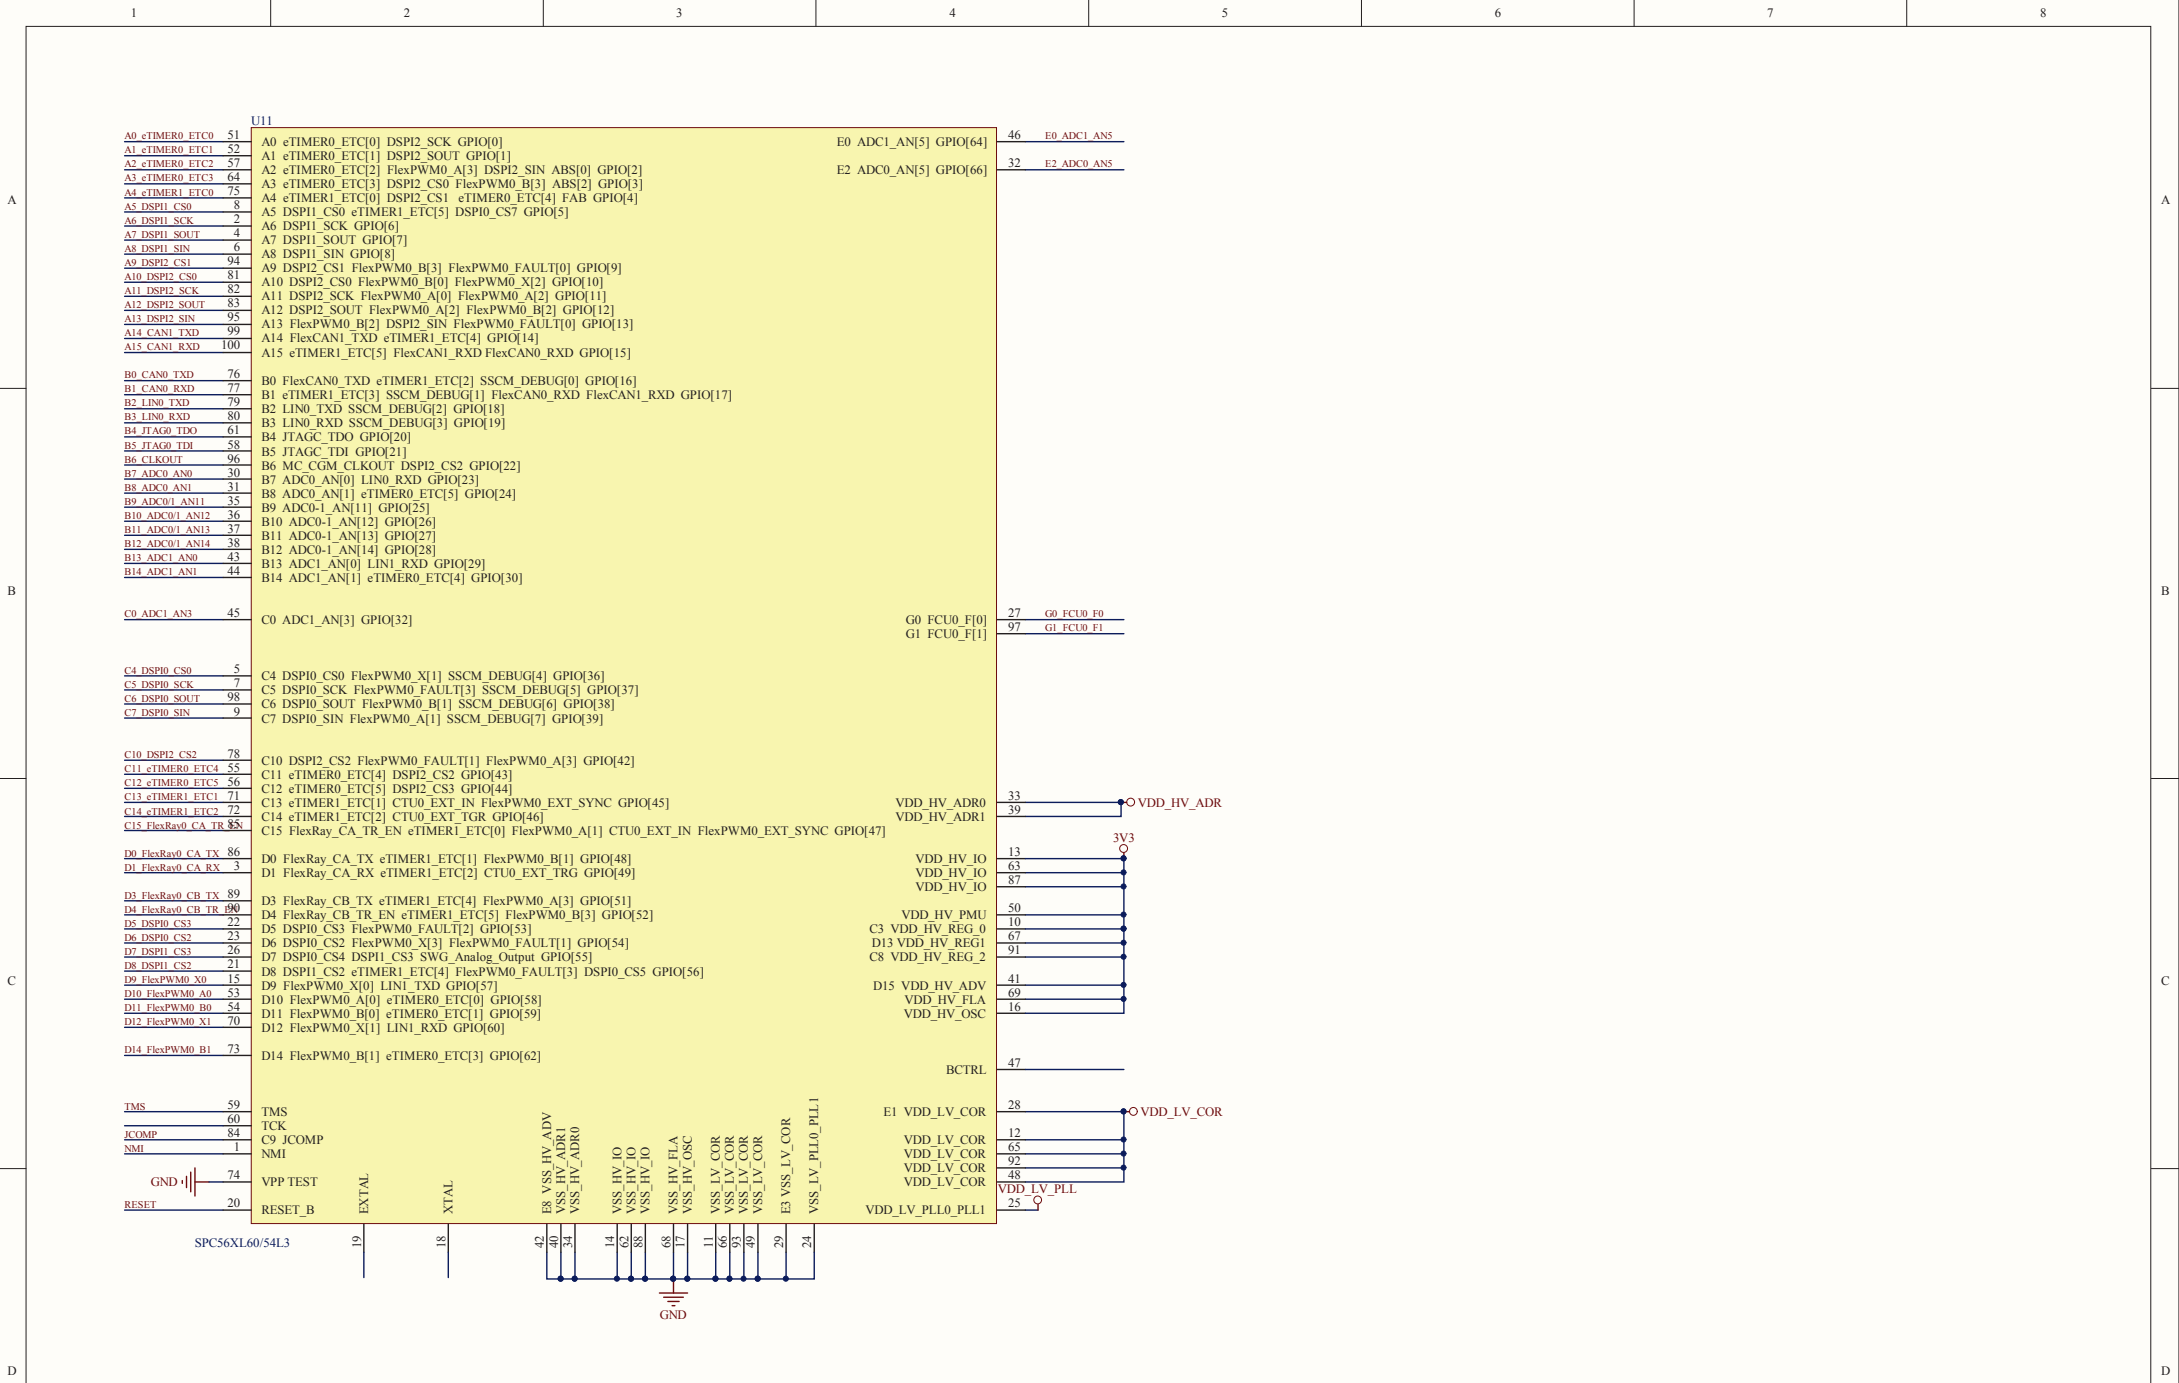 1 2 3 4 5 6 7 8
U11
A0_eTIMER0_ETC0 51 A0 eTIMER0_ETC[0] DSPI2_SCK GPIO[0]
A1_eTIMER0_ETC1 52 A1 eTIMER0_ETC[1] DSPI2_SOUT GPIO[1]
A2_eTIMER0_ETC2 57 A2 eTIMER0_ETC[2] FlexPWM0_A[3] DSPI2_SIN ABS[0] GPIO[2]
A3_eTIMER0_ETC3 64 A3 eTIMER0_ETC[3] DSPI2_CS0 FlexPWM0_B[3] ABS[2] GPIO[3]
A4_eTIMER1_ETC0 75 A4 eTIMER1_ETC[0] DSPI2_CS1 eTIMER0_ETC[4] FAB GPIO[4]
A5_DSPI1_CS0 8 A5 DSPI1_CS0 eTIMER1_ETC[5] DSPI0_CS7 GPIO[5]
A6_DSPI1_SCK 2 A6 DSPI1_SCK GPIO[6]
A7_DSPI1_SOUT 4 A7 DSPI1_SOUT GPIO[7]
A8_DSPI1_SIN 6 A8 DSPI1_SIN GPIO[8]
A9_DSPI2_CS1 94 A9 DSPI2_CS1 FlexPWM0_B[3] FlexPWM0_FAULT[0] GPIO[9]
A10_DSPI2_CS0 81 A10 DSPI2_CS0 FlexPWM0_B[0] FlexPWM0_X[2] GPIO[10]
A11_DSPI2_SCK 82 A11 DSPI2_SCK FlexPWM0_A[0] FlexPWM0_A[2] GPIO[11]
A12_DSPI2_SOUT 83 A12 DSPI2_SOUT FlexPWM0_A[2] FlexPWM0_B[2] GPIO[12]
A13_DSPI2_SIN 95 A13 FlexPWM0_B[2] DSPI2_SIN FlexPWM0_FAULT[0] GPIO[13]
A14_CAN1_TXD 99 A14 FlexCAN1_TXD eTIMER1_ETC[4] GPIO[14]
A15_CAN1_RXD 100 A15 eTIMER1_ETC[5] FlexCAN1_RXD FlexCAN0_RXD GPIO[15]
B0_CAN0_TXD 76 B0 FlexCAN0_TXD eTIMER1_ETC[2] SSCM_DEBUG[0] GPIO[16]
B1_CAN0_RXD 77 B1 eTIMER1_ETC[3] SSCM_DEBUG[1] FlexCAN0_RXD FlexCAN1_RXD GPIO[17]
B2_LIN0_TXD 79 B2 LIN0_TXD SSCM_DEBUG[2] GPIO[18]
B3_LIN0_RXD 80 B3 LIN0_RXD SSCM_DEBUG[3] GPIO[19]
B4_JTAG0_TDO 61 B4 JTAGC_TDO GPIO[20]
B5_JTAG0_TDI 58 B5 JTAGC_TDI GPIO[21]
B6_CLKOUT 96 B6 MC_CGM_CLKOUT DSPI2_CS2 GPIO[22]
B7_ADC0_AN0 30 B7 ADC0_AN[0] LIN0_RXD GPIO[23]
B8_ADC0_AN1 31 B8 ADC0_AN[1] eTIMER0_ETC[5] GPIO[24]
B9_ADC0/1_AN11 35 B9 ADC0-1_AN[11] GPIO[25]
B10_ADC0/1_AN12 36 B10 ADC0-1_AN[12] GPIO[26]
B11_ADC0/1_AN13 37 B11 ADC0-1_AN[13] GPIO[27]
B12_ADC0/1_AN14 38 B12 ADC0-1_AN[14] GPIO[28]
B13_ADC1_AN0 43 B13 ADC1_AN[0] LIN1_RXD GPIO[29]
B14_ADC1_AN1 44 B14 ADC1_AN[1] eTIMER0_ETC[4] GPIO[30]
C0_ADC1_AN3 45 C0 ADC1_AN[3] GPIO[32]
C4_DSPI0_CS0 5 C4 DSPI0_CS0 FlexPWM0_X[1] SSCM_DEBUG[4] GPIO[36]
C5_DSPI0_SCK 7 C5 DSPI0_SCK FlexPWM0_FAULT[3] SSCM_DEBUG[5] GPIO[37]
C6_DSPI0_SOUT 98 C6 DSPI0_SOUT FlexPWM0_B[1] SSCM_DEBUG[6] GPIO[38]
C7_DSPI0_SIN 9 C7 DSPI0_SIN FlexPWM0_A[1] SSCM_DEBUG[7] GPIO[39]
C10_DSPI2_CS2 78 C10 DSPI2_CS2 FlexPWM0_FAULT[1] FlexPWM0_A[3] GPIO[42]
C11_eTIMER0_ETC4 55 C11 eTIMER0_ETC[4] DSPI2_CS2 GPIO[43]
C12_eTIMER0_ETC5 56 C12 eTIMER0_ETC[5] DSPI2_CS3 GPIO[44]
C13_eTIMER1_ETC1 71 C13 eTIMER1_ETC[1] CTU0_EXT_IN FlexPWM0_EXT_SYNC GPIO[45]
C14_eTIMER1_ETC2 72 C14 eTIMER1_ETC[2] CTU0_EXT_TGR GPIO[46]
C15_FlexRay0_CA_TR_EN 85 C15 FlexRay_CA_TR_EN eTIMER1_ETC[0] FlexPWM0_A[1] CTU0_EXT_IN FlexPWM0_EXT_SYNC GPIO[47]
D0_FlexRay0_CA_TX 86 D0 FlexRay_CA_TX eTIMER1_ETC[1] FlexPWM0_B[1] GPIO[48]
D1_FlexRay0_CA_RX 3 D1 FlexRay_CA_RX eTIMER1_ETC[2] CTU0_EXT_TRG GPIO[49]
D3_FlexRay0_CB_TX 89 D3 FlexRay_CB_TX eTIMER1_ETC[4] FlexPWM0_A[3] GPIO[51]
D4_FlexRay0_CB_TR_EN 90 D4 FlexRay_CB_TR_EN eTIMER1_ETC[5] FlexPWM0_B[3] GPIO[52]
D5_DSPI0_CS3 22 D5 DSPI0_CS3 FlexPWM0_FAULT[2] GPIO[53]
D6_DSPI0_CS2 23 D6 DSPI0_CS2 FlexPWM0_X[3] FlexPWM0_FAULT[1] GPIO[54]
D7_DSPI1_CS3 26 D7 DSPI0_CS4 DSPI1_CS3 SWG_Analog_Output GPIO[55]
D8_DSPI1_CS2 21 D8 DSPI1_CS2 eTIMER1_ETC[4] FlexPWM0_FAULT[3] DSPI0_CS5 GPIO[56]
D9_FlexPWM0_X0 15 D9 FlexPWM0_X[0] LIN1_TXD GPIO[57]
D10_FlexPWM0_A0 53 D10 FlexPWM0_A[0] eTIMER0_ETC[0] GPIO[58]
D11_FlexPWM0_B0 54 D11 FlexPWM0_B[0] eTIMER0_ETC[1] GPIO[59]
D12_FlexPWM0_X1 70 D12 FlexPWM0_X[1] LIN1_RXD GPIO[60]
D14_FlexPWM0_B1 73 D14 FlexPWM0_B[1] eTIMER0_ETC[3] GPIO[62]
TMS 59 TMS
60 TCK
JCOMP 84 C9 JCOMP
NMI 1 NMI
GND 74 VPP TEST
RESET 20 RESET_B
E0 ADC1_AN[5] GPIO[64] 46 E0_ADC1_AN5
E2 ADC0_AN[5] GPIO[66] 32 E2_ADC0_AN5
G0 FCU0_F[0] 27 G0_FCU0_F0
G1 FCU0_F[1] 97 G1_FCU0_F1
VDD_HV_ADR0 33 VDD_HV_ADR
VDD_HV_ADR1 39
3V3
VDD_HV_IO 13
VDD_HV_IO 63
VDD_HV_IO 87
VDD_HV_PMU 50
C3 VDD_HV_REG_0 10
D13 VDD_HV_REG1 67
C8 VDD_HV_REG_2 91
D15 VDD_HV_ADV 41
VDD_HV_FLA 69
VDD_HV_OSC 16
BCTRL 47
E1 VDD_LV_COR 28 VDD_LV_COR
VDD_LV_COR 12
VDD_LV_COR 65
VDD_LV_COR 92
VDD_LV_COR 48
VDD_LV_PLL
VDD_LV_PLL0_PLL1 25
EXTAL 19
XTAL 18
E8 VSS_HV_ADV 42
VSS_HV_ADR1 40
VSS_HV_ADR0 34
VSS_HV_IO 14
VSS_HV_IO 62
VSS_HV_IO 88
VSS_HV_FLA 68
VSS_HV_OSC 17
VSS_LV_COR 11
VSS_LV_COR 66
VSS_LV_COR 93
VSS_LV_COR 49
E3 VSS_LV_COR 29
VSS_LV_PLL0_PLL1 24
SPC56XL60/54L3
GND
A A
B B
C C
D D